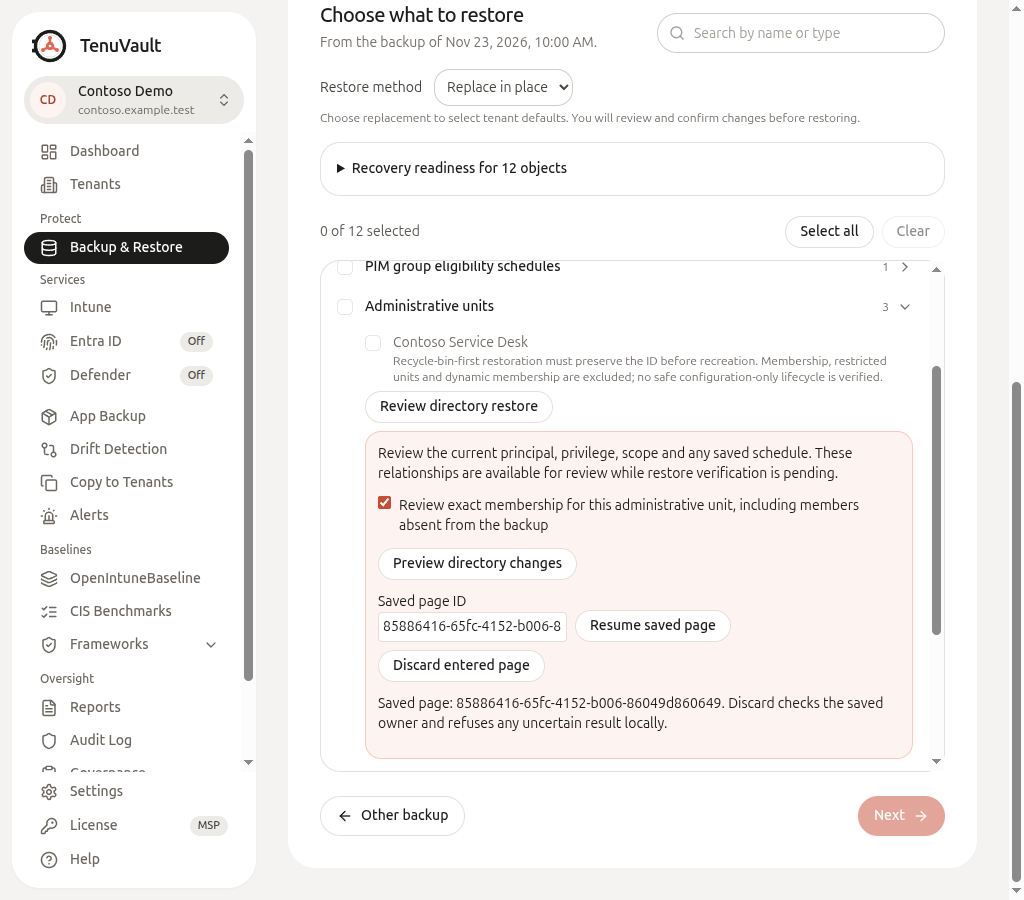 TenuVault
CD
Contoso Demo
contoso.example.test
Dashboard
Tenants
Protect
Backup & Restore
Services
Intune
Entra ID
Off
Defender
Off
App Backup
Drift Detection
Copy to Tenants
Alerts
Baselines
OpenIntuneBaseline
CIS Benchmarks
Frameworks
Oversight
Reports
Audit Log
Governance
Settings
License
MSP
Help
Choose what to restore
From the backup of Nov 23, 2026, 10:00 AM.
Search by name or type
Restore method
Replace in place
Choose replacement to select tenant defaults. You will review and confirm changes before restoring.
Recovery readiness for 12 objects
0 of 12 selected
Select all
Clear
PIM group eligibility schedules
1
Administrative units
3
Contoso Service Desk
Recycle-bin-first restoration must preserve the ID before recreation. Membership, restricted
units and dynamic membership are excluded; no safe configuration-only lifecycle is verified.
Review directory restore
Review the current principal, privilege, scope and any saved schedule. These
relationships are available for review while restore verification is pending.
Review exact membership for this administrative unit, including members
absent from the backup
Preview directory changes
Saved page ID
85886416-65fc-4152-b006-8
Resume saved page
Discard entered page
Saved page: 85886416-65fc-4152-b006-86049d860649. Discard checks the saved
owner and refuses any uncertain result locally.
Other backup
Next